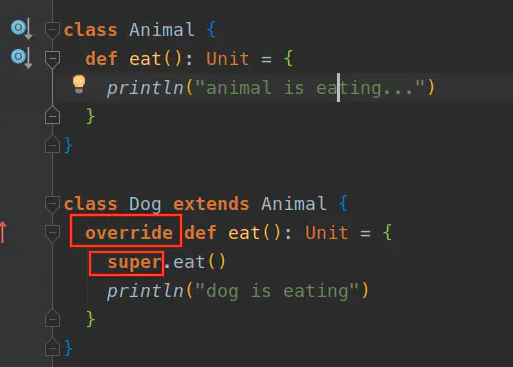 class Animal {
def eat(): Unit = {
println("animal is eating...")
}
}
class Dog extends Animal {
override def eat(): Unit = {
super.eat()
println("dog is eating")
}
}